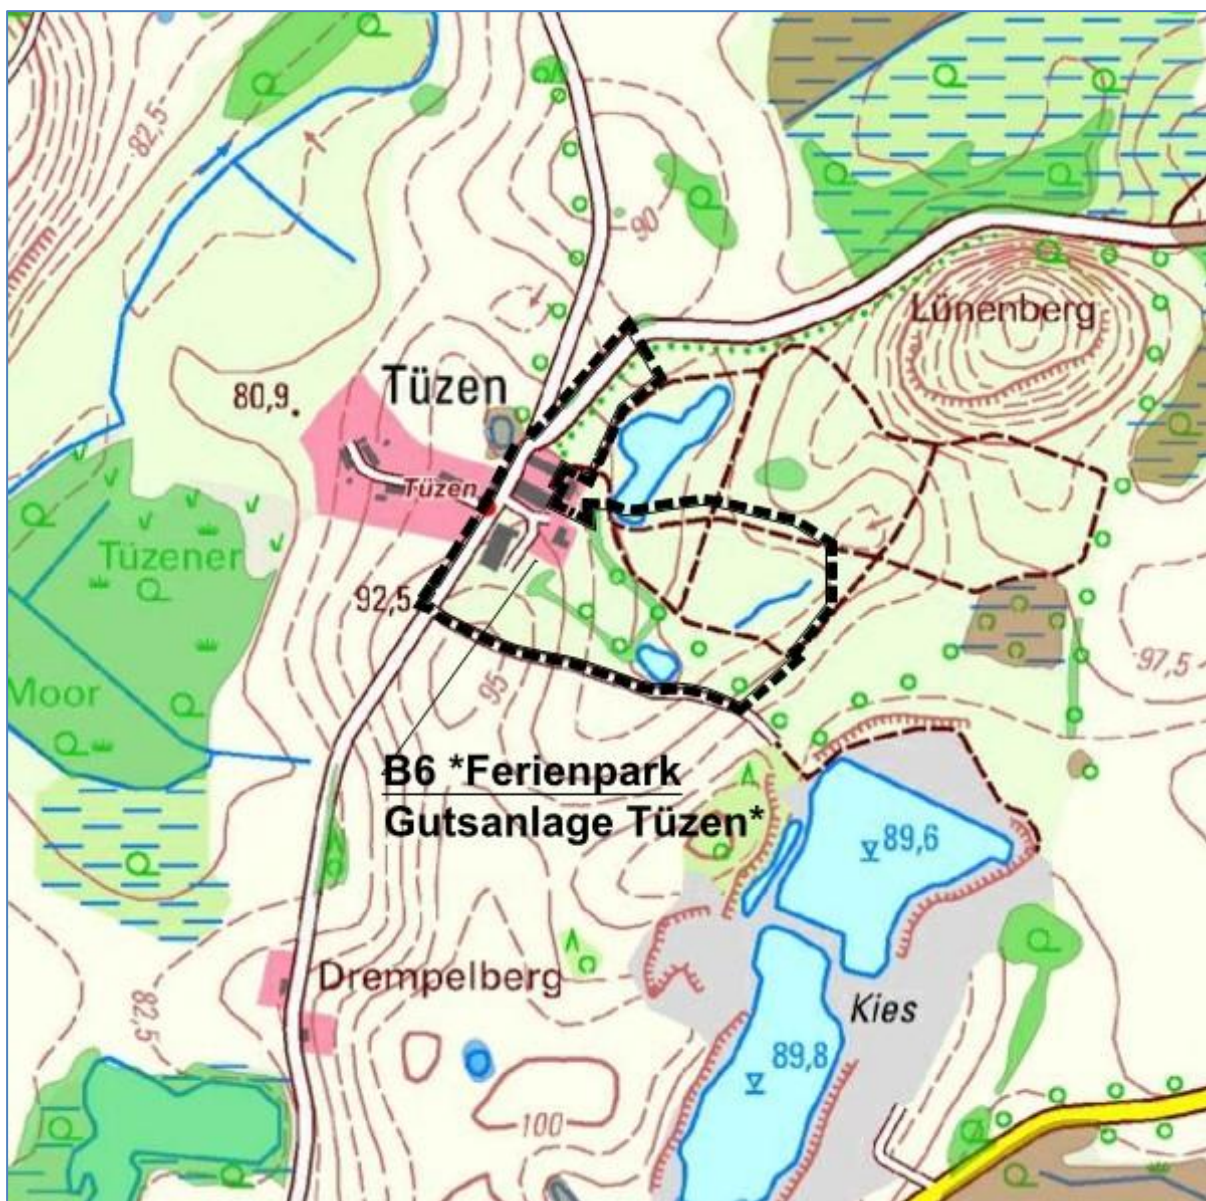 82,5
90
Lünenberg
Tüzen
80,9
Tüzen
Tüzener
92,5
Moor
95
97,5
B6 *Ferienpark
Gutsanlage Tüzen*
89,6
Drempelberg
82,5
Kies
89,8
100